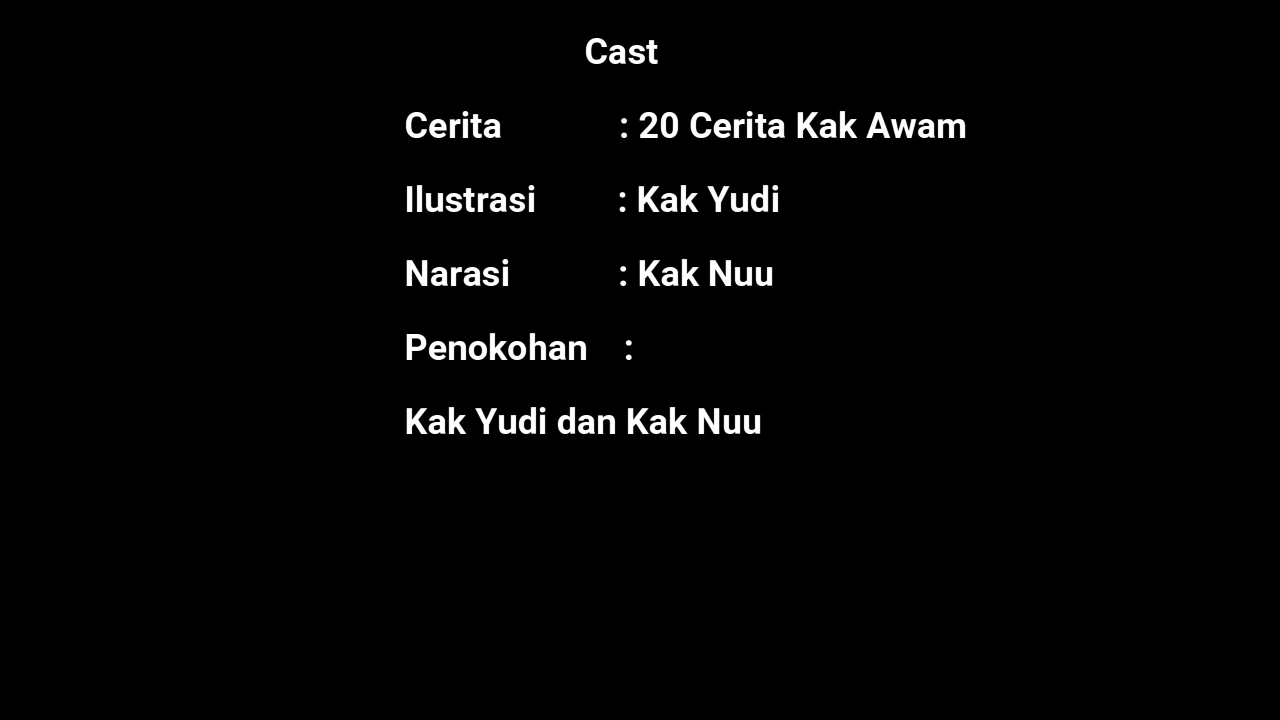 Cast
Cerita : 20 Cerita Kak Awam
Ilustrasi : Kak Yudi
Narasi : Kak Nuu
Penokohan :
Kak Yudi dan Kak Nuu